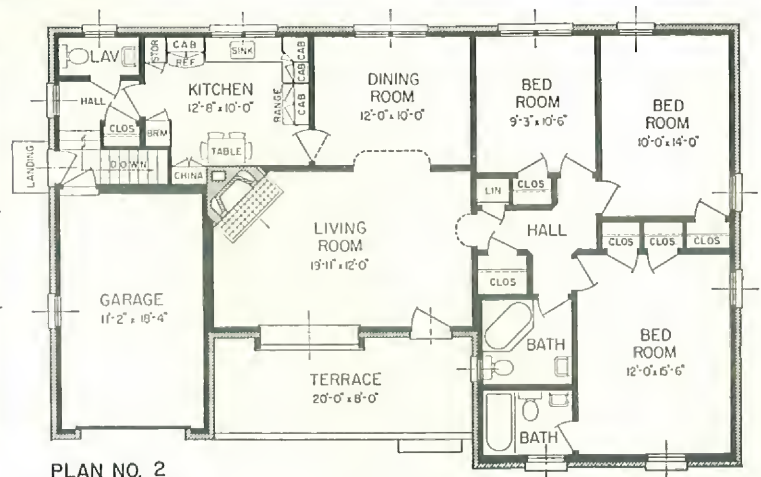 LAV
STOR
CAB
REF
SINK
CAB
CAB
HALL
KITCHEN
12'-8" x 10'-0"
RANGE
CAB
CLOS
BRM
TABLE
CHINA
LANDING
DOWN
DINING
ROOM
12'-0" x 10'-0"
BED
ROOM
9'-3" x 10'-6"
BED
ROOM
10'-0" x 14'-0"
LIN
CLOS
HALL
CLOS
CLOS
CLOS
CLOS
LIVING
ROOM
19'-11" x 12'-0"
GARAGE
11'-2" x 18'-4"
TERRACE
20'-0" x 8'-0"
BATH
BATH
BED
ROOM
12'-0" x 15'-6"
PLAN NO. 2